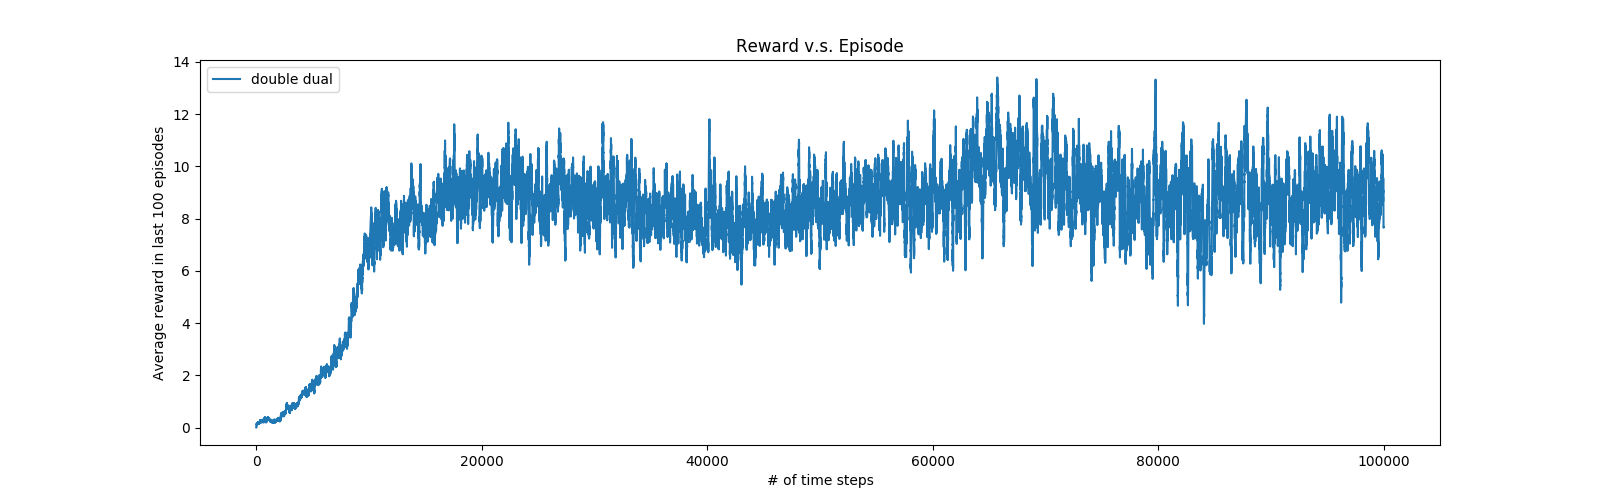 Reward v.s. Episode
double dual
Average reward in last 100 episodes
14
12
10
8
6
4
2
0
0 20000 40000 60000 80000 100000
# of time steps